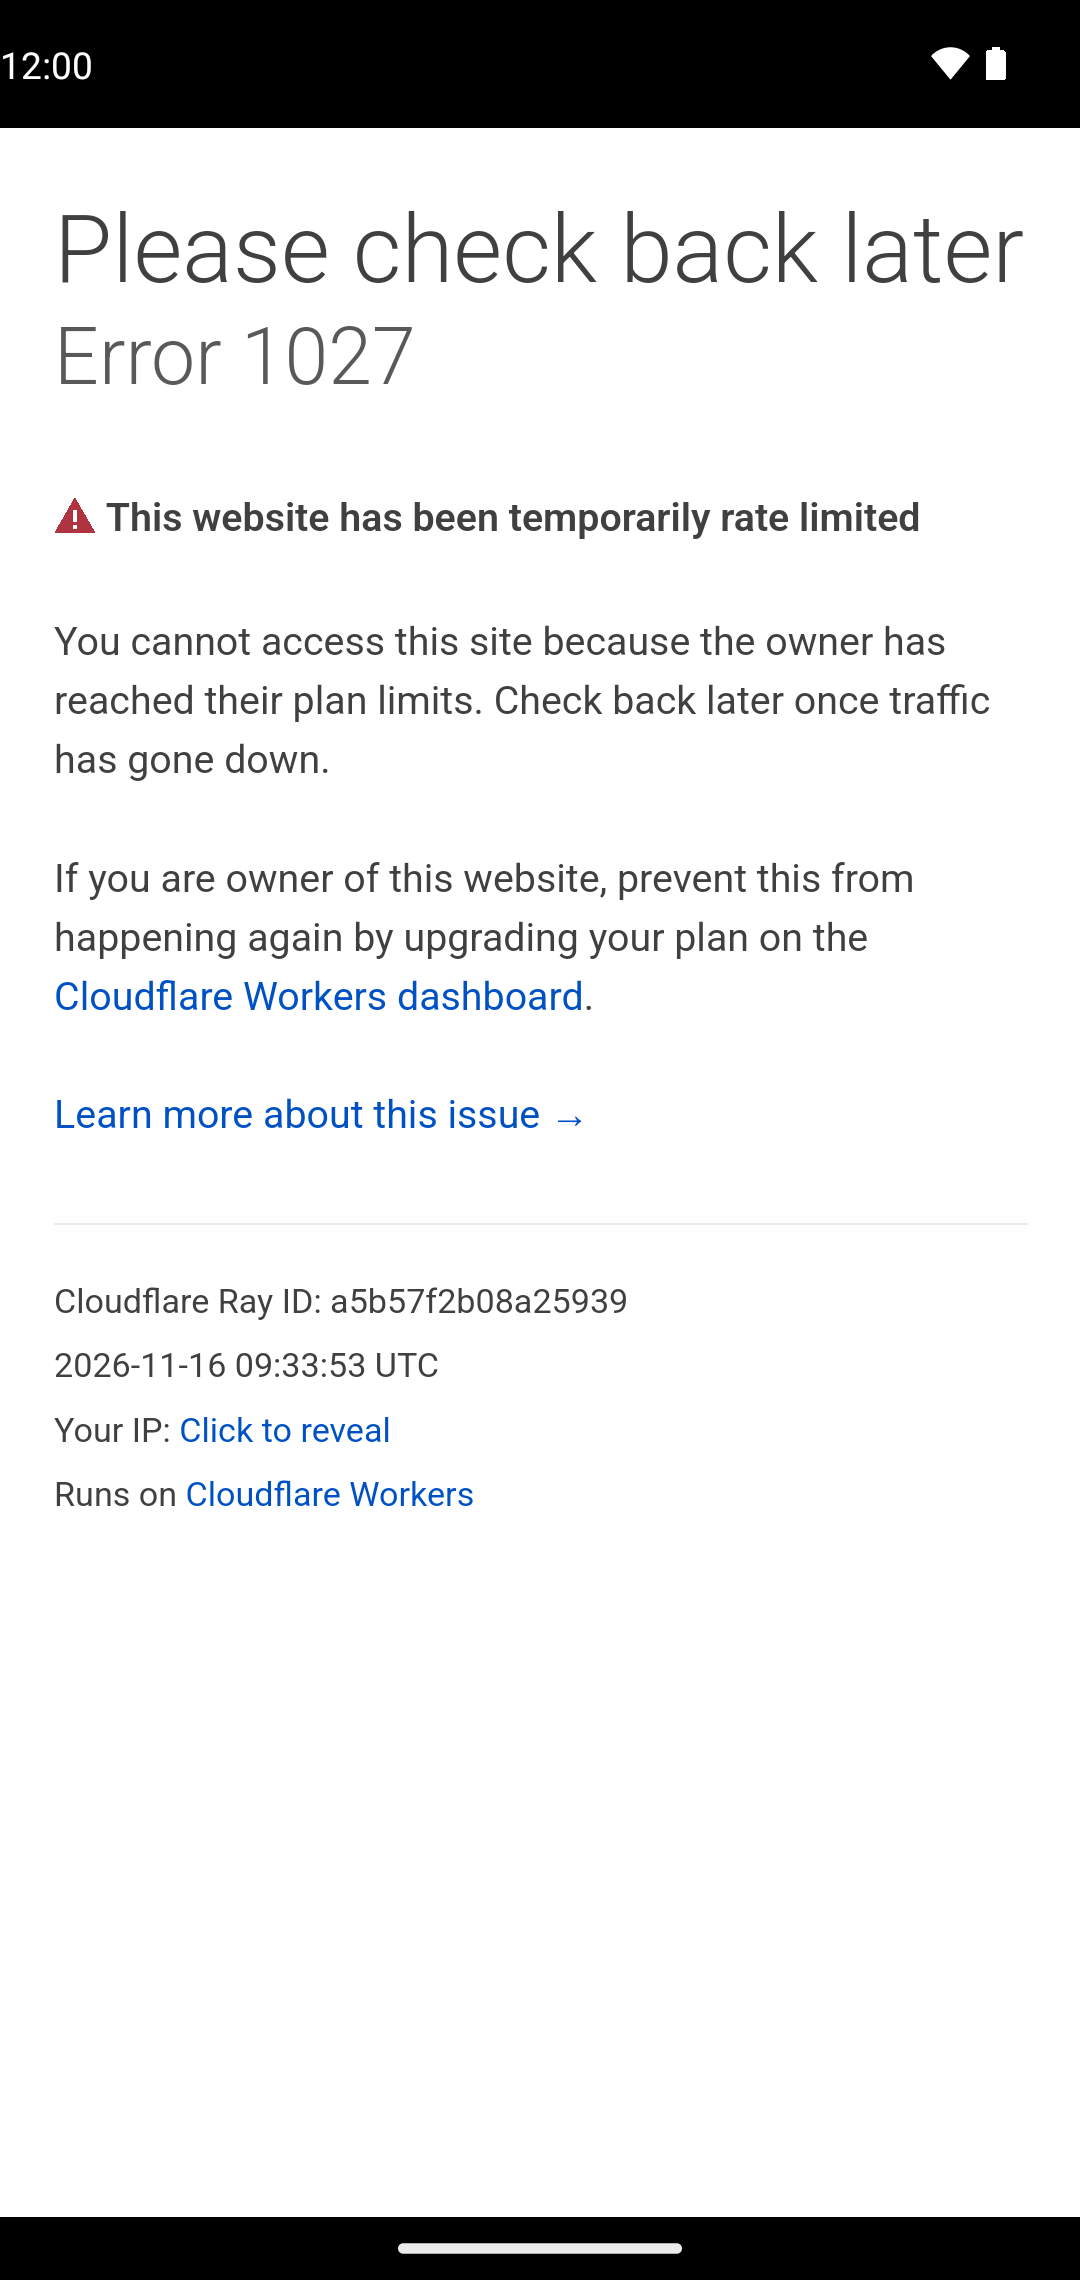 12:00
Please check back later
Error 1027
This website has been temporarily rate limited
You cannot access this site because the owner has
reached their plan limits. Check back later once traffic
has gone down.
If you are owner of this website, prevent this from
happening again by upgrading your plan on the
Cloudflare Workers dashboard.
Learn more about this issue →
Cloudflare Ray ID: a5b57f2b08a25939
2026-11-16 09:33:53 UTC
Your IP: Click to reveal
Runs on Cloudflare Workers